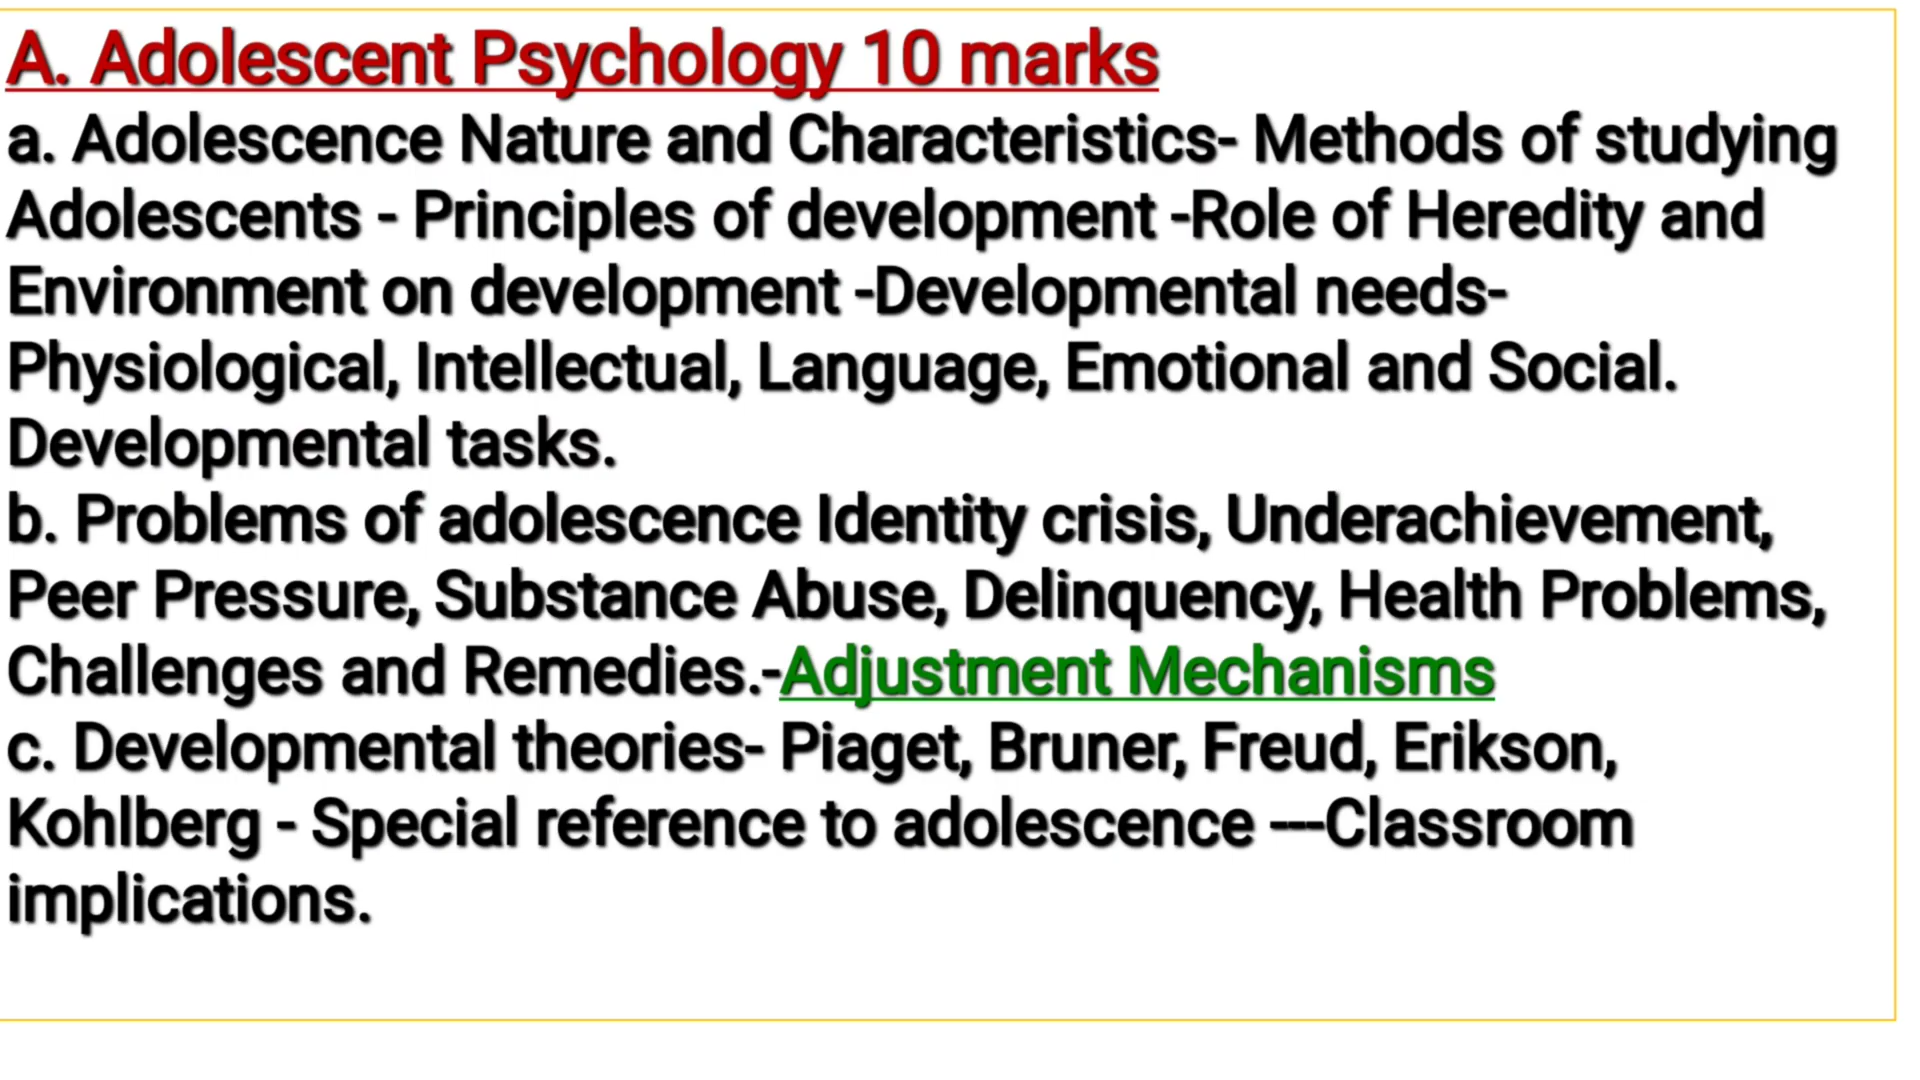 A. Adolescent Psychology 10 marks
a. Adolescence Nature and Characteristics- Methods of studying
Adolescents - Principles of development -Role of Heredity and
Environment on development -Developmental needs-
Physiological, Intellectual, Language, Emotional and Social.
Developmental tasks.
b. Problems of adolescence Identity crisis, Underachievement,
Peer Pressure, Substance Abuse, Delinquency, Health Problems,
Challenges and Remedies.-Adjustment Mechanisms
c. Developmental theories- Piaget, Bruner, Freud, Erikson,
Kohlberg - Special reference to adolescence ---Classroom
implications.